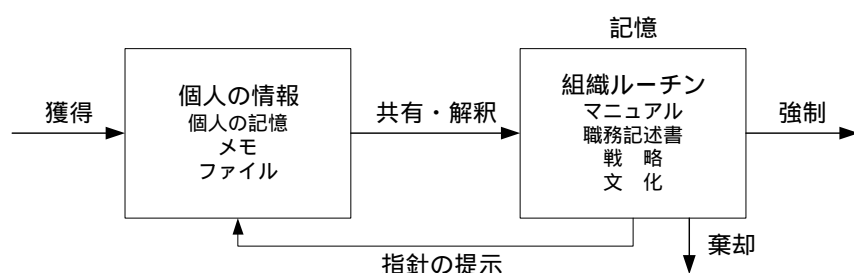 記憶
獲得
個人の情報
個人の記憶
メモ
ファイル
共有・解釈
組織ルーチン
マニュアル
職務記述書
戦　略
文　化
強制
指針の提示
棄却